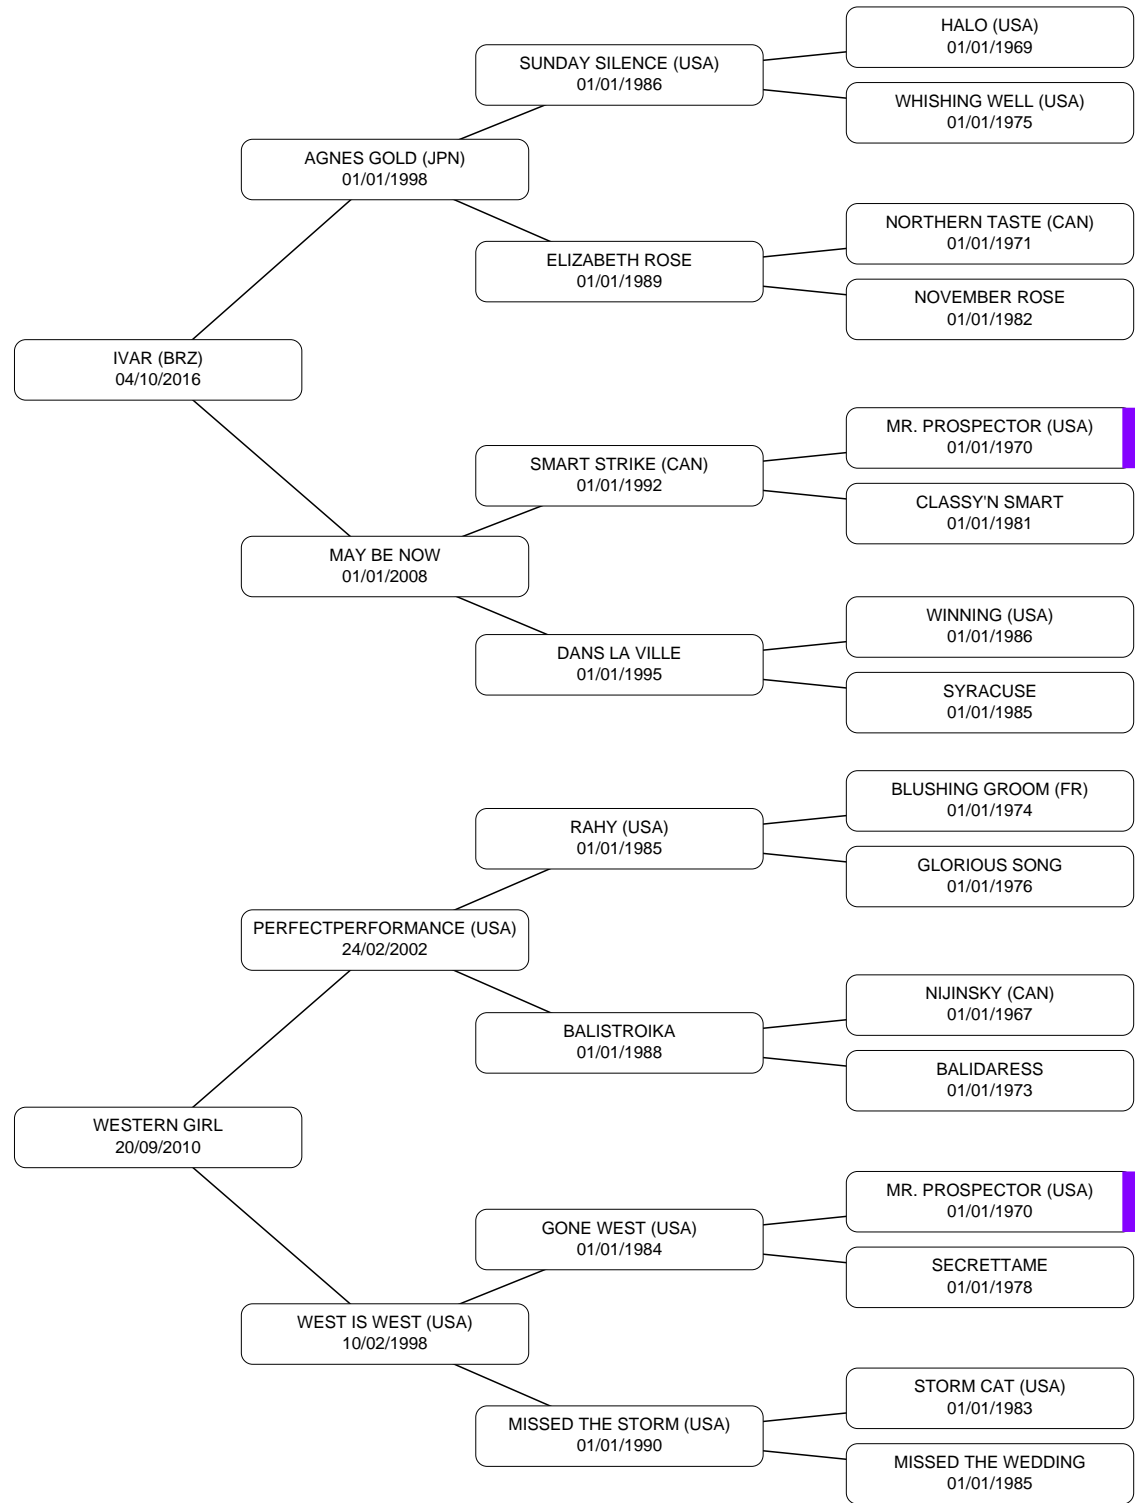 HALO (USA)
01/01/1969
SUNDAY SILENCE (USA)
01/01/1986
WHISHING WELL (USA)
01/01/1975
AGNES GOLD (JPN)
01/01/1998
NORTHERN TASTE (CAN)
01/01/1971
ELIZABETH ROSE
01/01/1989
NOVEMBER ROSE
01/01/1982
IVAR (BRZ)
04/10/2016
MR. PROSPECTOR (USA)
01/01/1970
SMART STRIKE (CAN)
01/01/1992
CLASSY'N SMART
01/01/1981
MAY BE NOW
01/01/2008
WINNING (USA)
01/01/1986
DANS LA VILLE
01/01/1995
SYRACUSE
01/01/1985
BLUSHING GROOM (FR)
01/01/1974
RAHY (USA)
01/01/1985
GLORIOUS SONG
01/01/1976
PERFECTPERFORMANCE (USA)
24/02/2002
NIJINSKY (CAN)
01/01/1967
BALISTROIKA
01/01/1988
BALIDARESS
01/01/1973
WESTERN GIRL
20/09/2010
MR. PROSPECTOR (USA)
01/01/1970
GONE WEST (USA)
01/01/1984
SECRETTAME
01/01/1978
WEST IS WEST (USA)
10/02/1998
STORM CAT (USA)
01/01/1983
MISSED THE STORM (USA)
01/01/1990
MISSED THE WEDDING
01/01/1985